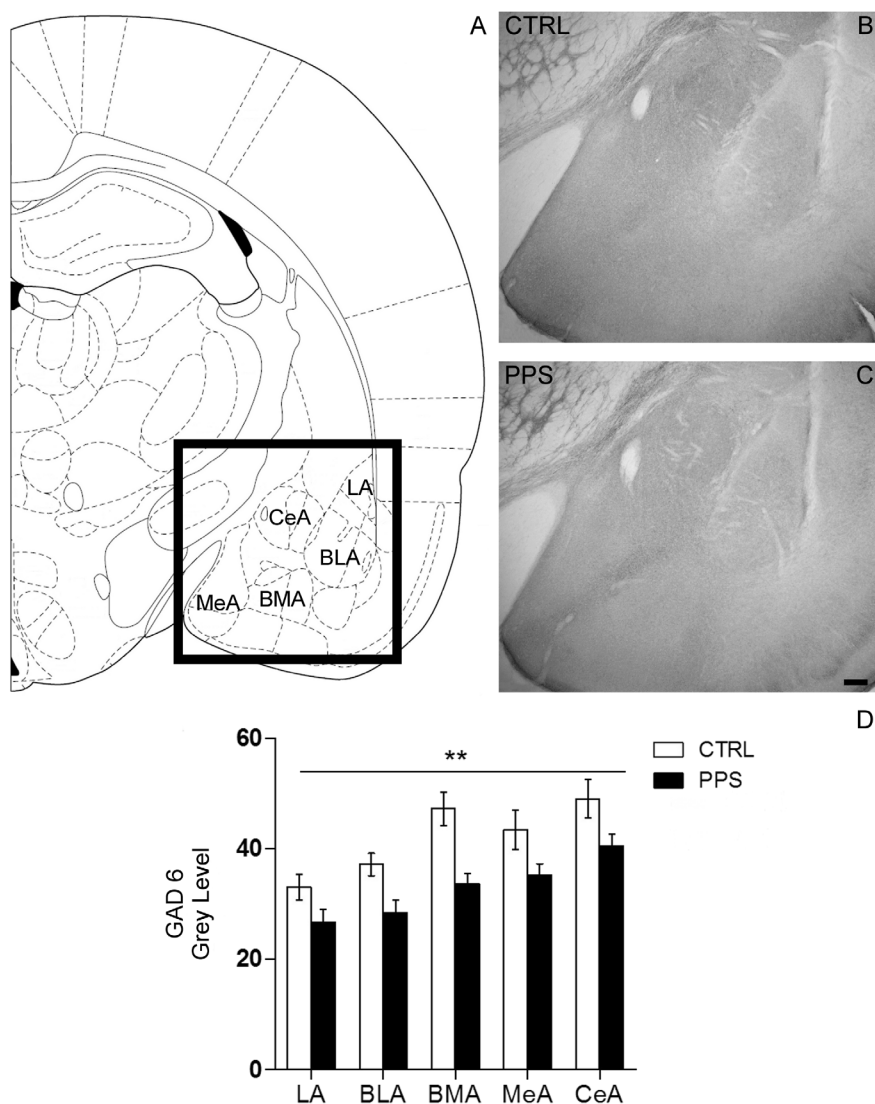 A
CTRL
B
PPS
C
LA
CeA
BLA
MeA
BMA
D
60
**
CTRL
PPS
40
GAD 6
Grey Level
20
0
LA BLA BMA MeA CeA